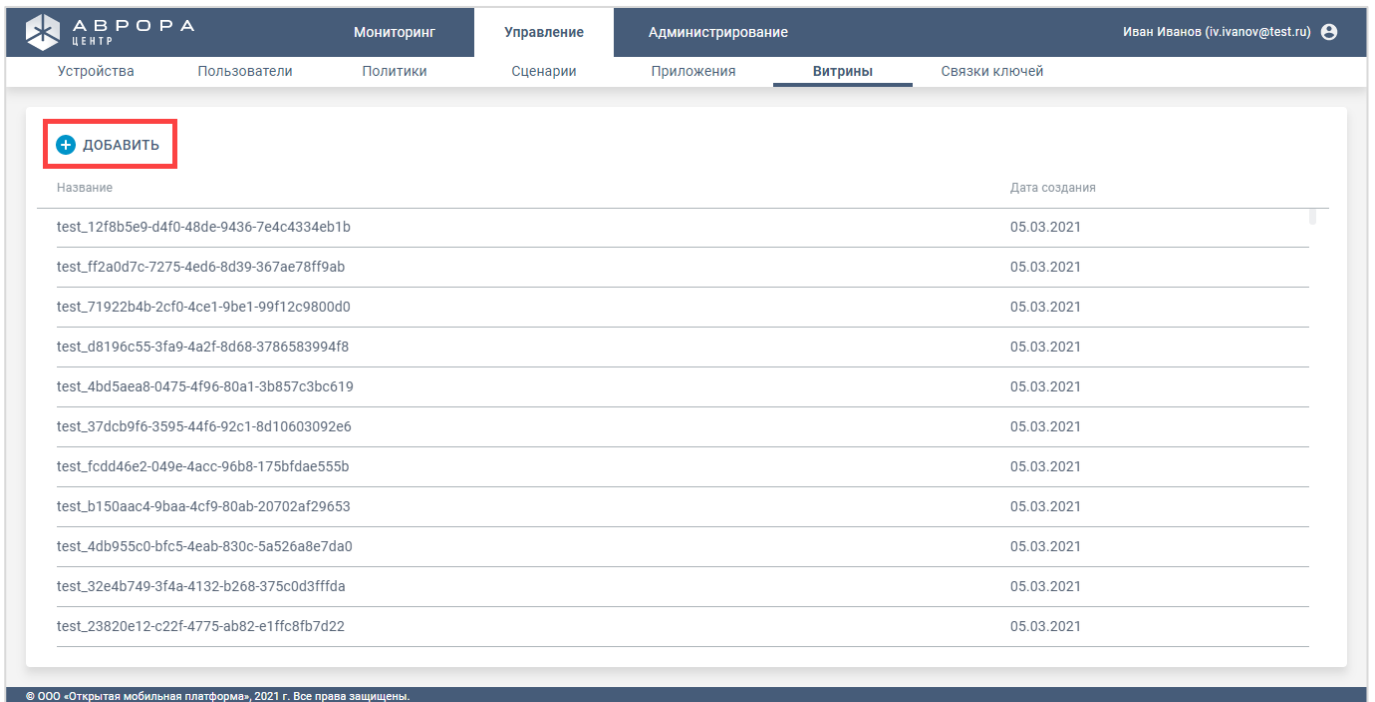 АВРОРА
ЦЕНТР
Мониторинг Управление Администрирование Иван Иванов (iv.ivanov@test.ru)
Устройства Пользователи Политики Сценарии Приложения Витрины Связки ключей
ДОБАВИТЬ
Название Дата создания
test_12f8b5e9-d4f0-48de-9436-7e4c4334eb1b 05.03.2021
test_ff2a0d7c-7275-4ed6-8d39-367ae78ff9ab 05.03.2021
test_71922b4b-2cf0-4ce1-9be1-99f12c9800d0 05.03.2021
test_d8196c55-3fa9-4a2f-8d68-3786583994f8 05.03.2021
test_4bd5aea8-0475-4f96-80a1-3b857c3bc619 05.03.2021
test_37dcb9f6-3595-44f6-92c1-8d10603092e6 05.03.2021
test_fcdd46e2-049e-4acc-96b8-175bfdae555b 05.03.2021
test_b150aac4-9baa-4cf9-80ab-20702af29653 05.03.2021
test_4db955c0-bfc5-4eab-830c-5a526a8e7da0 05.03.2021
test_32e4b749-3f4a-4132-b268-375c0d3fffda 05.03.2021
test_23820e12-c22f-4775-ab82-e1ffc8fb7d22 05.03.2021
© ООО «Открытая мобильная платформа», 2021 г. Все права защищены.